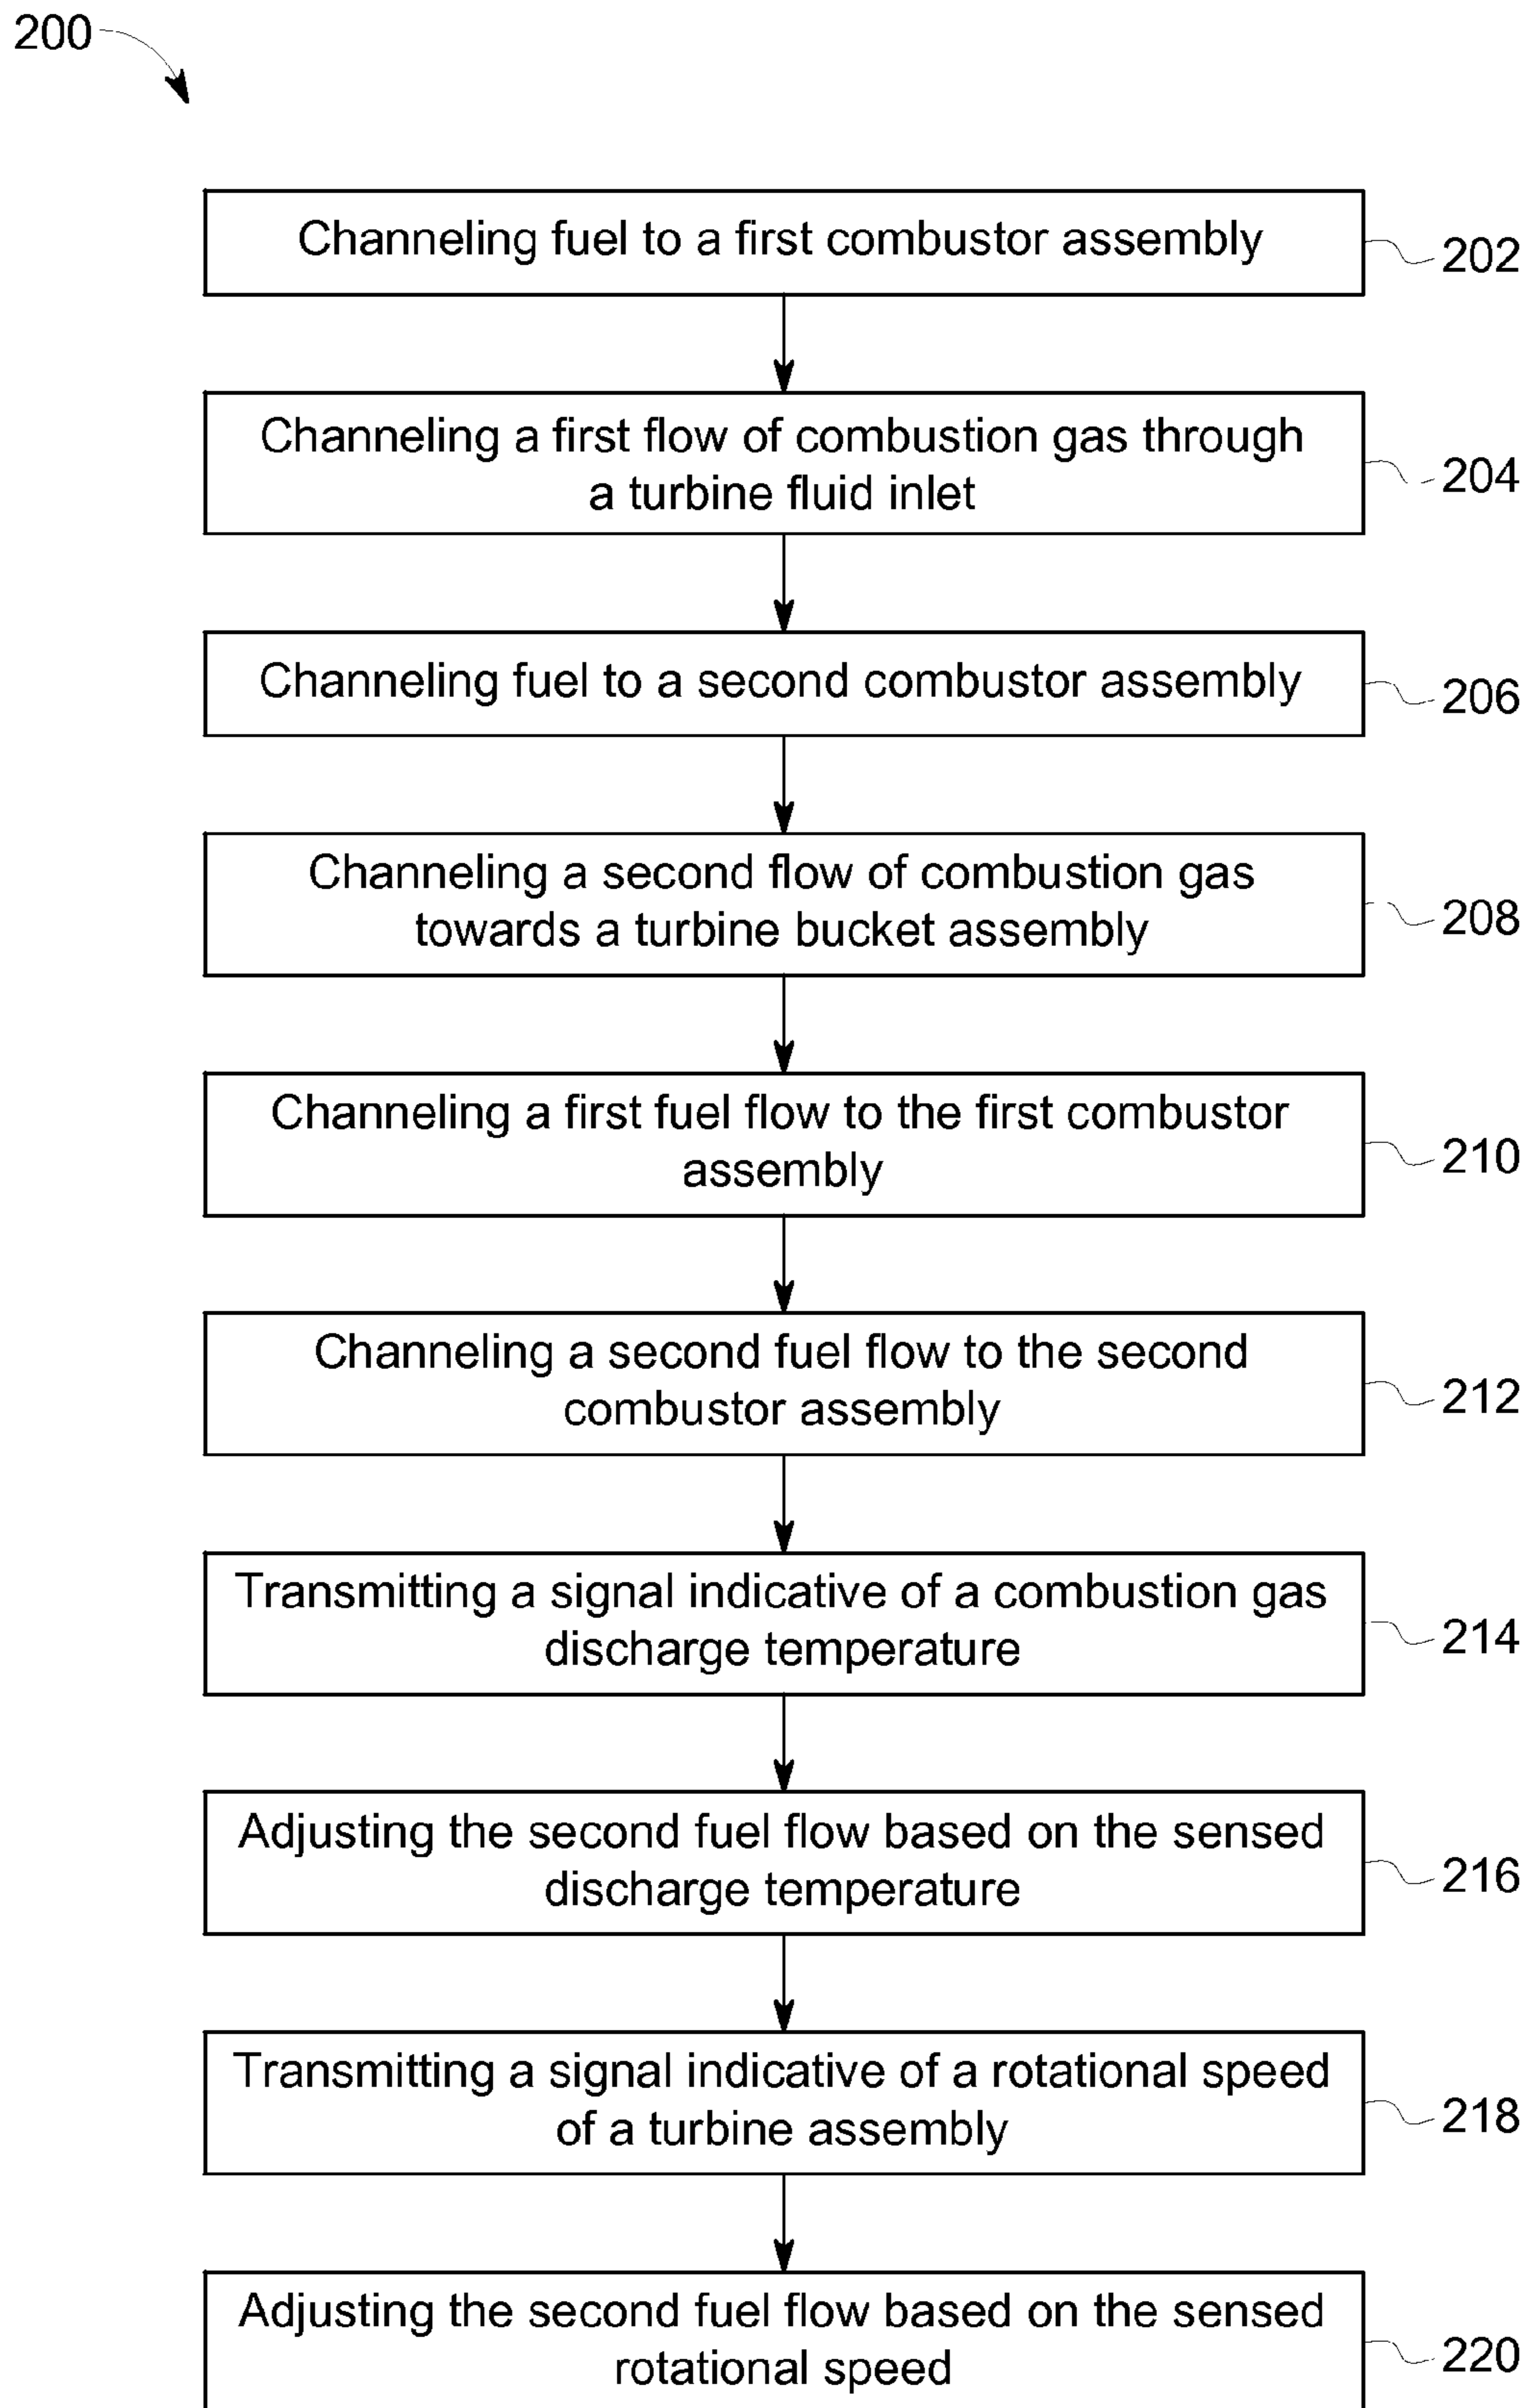 200
Channeling fuel to a first combustor assembly
202
Channeling a first flow of combustion gas through
a turbine fluid inlet
204
Channeling fuel to a second combustor assembly
206
Channeling a second flow of combustion gas
towards a turbine bucket assembly
208
Channeling a first fuel flow to the first combustor
assembly
210
Channeling a second fuel flow to the second
combustor assembly
212
Transmitting a signal indicative of a combustion gas
discharge temperature
214
Adjusting the second fuel flow based on the sensed
discharge temperature
216
Transmitting a signal indicative of a rotational speed
of a turbine assembly
218
Adjusting the second fuel flow based on the sensed
rotational speed
220